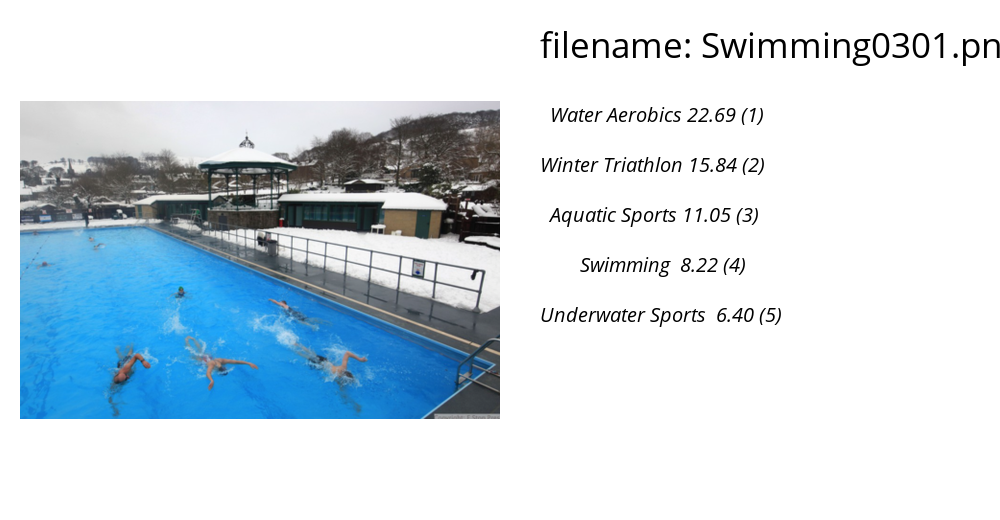 filename: Swimming0301.pn
Water Aerobics 22.69 (1)
Winter Triathlon 15.84 (2)
Aquatic Sports 11.05 (3)
Swimming 8.22 (4)
Underwater Sports 6.40 (5)